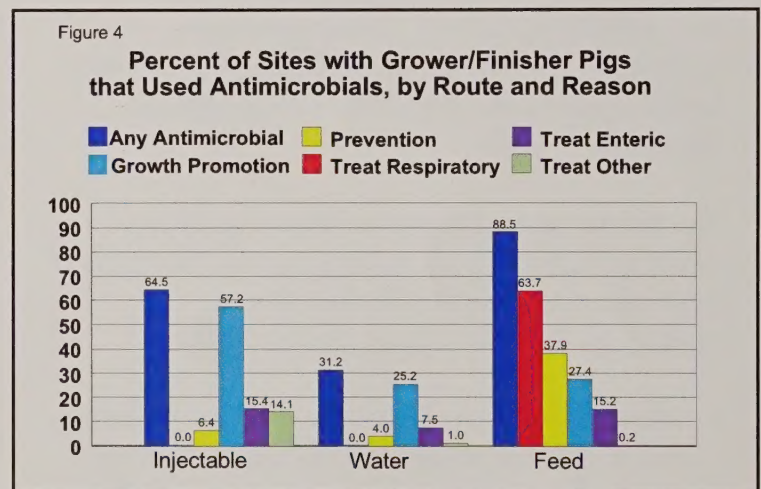 Figure 4
Percent of Sites with Grower/Finisher Pigs
that Used Antimicrobials, by Route and Reason
Any Antimicrobial Prevention Treat Enteric
Growth Promotion Treat Respiratory Treat Other
100
90
80
70
60
50
40
30
20
10
0
64.5 0.0 6.4 57.2 15.4 14.1
31.2 0.0 4.0 25.2 7.5 1.0
88.5 63.7 37.9 27.4 15.2 0.2
Injectable Water Feed